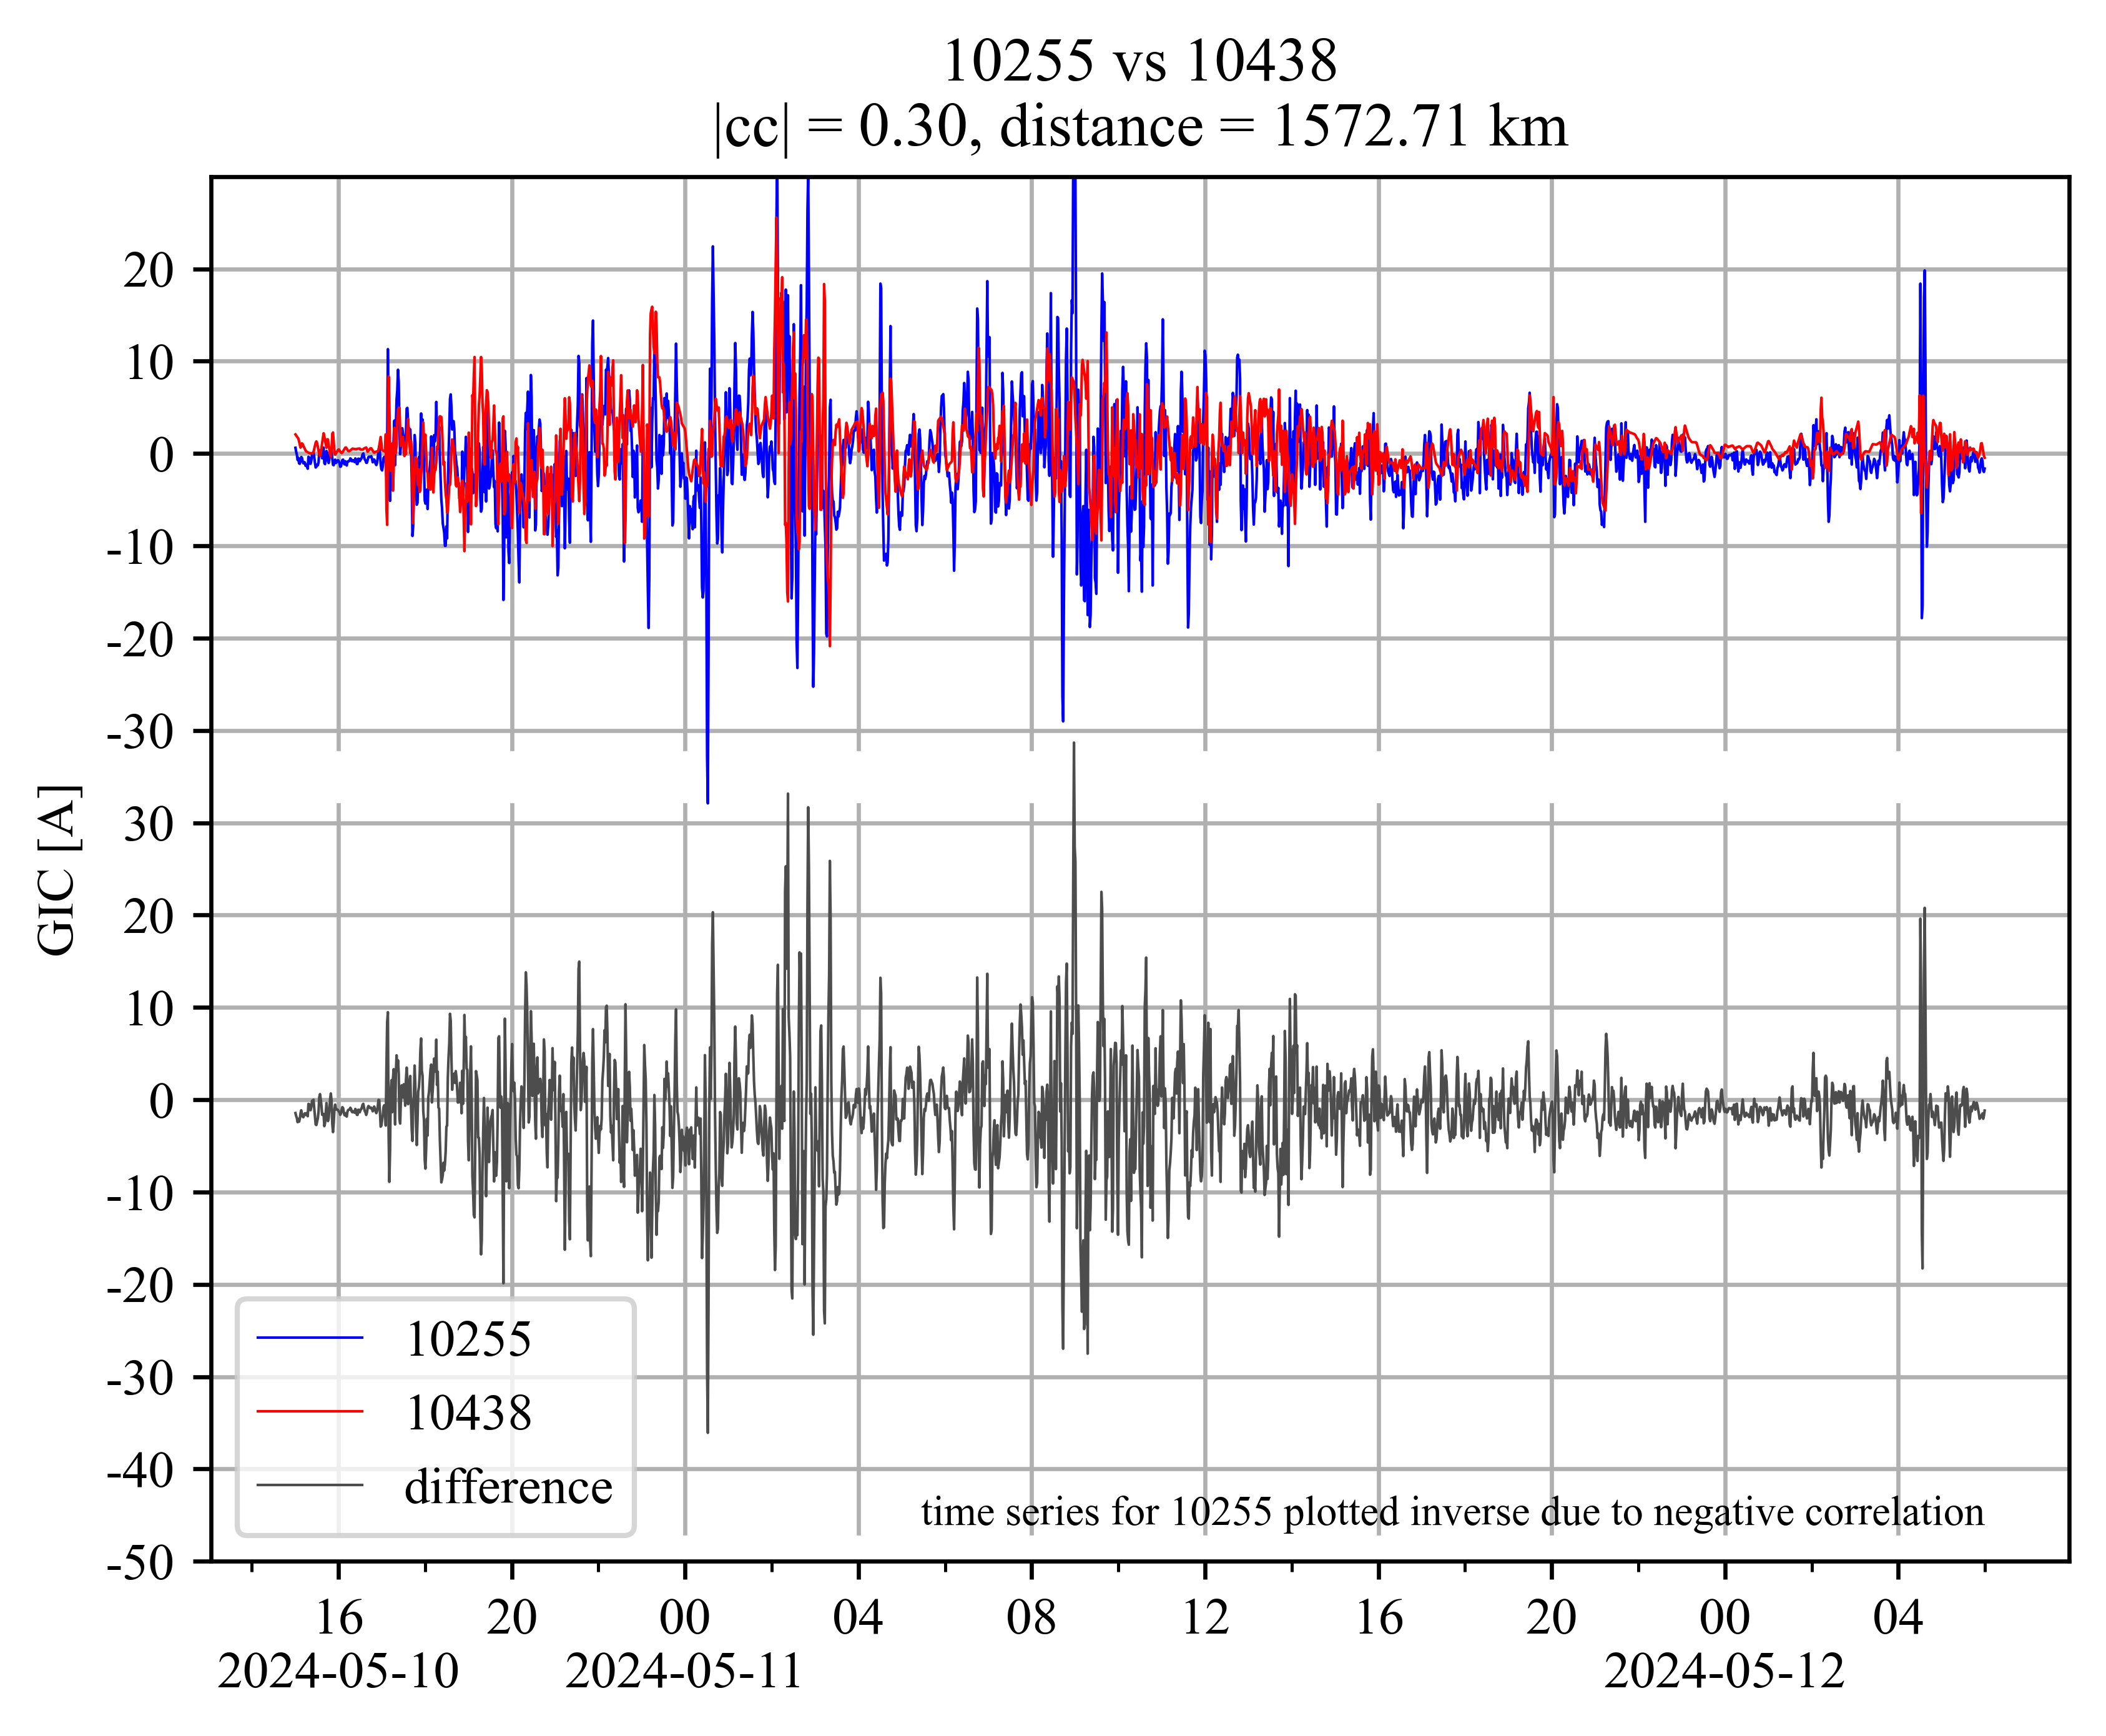 10255 vs 10438
|cc| = 0.30, distance = 1572.71 km
20
10
0
-10
-20
-30
30
20
10
0
-10
-20
-30
-40
-50
GIC [A]
10255
10438
difference
time series for 10255 plotted inverse due to negative correlation
16 20 00 04 08 12 16 20 00 04
2024-05-10 2024-05-11 2024-05-12